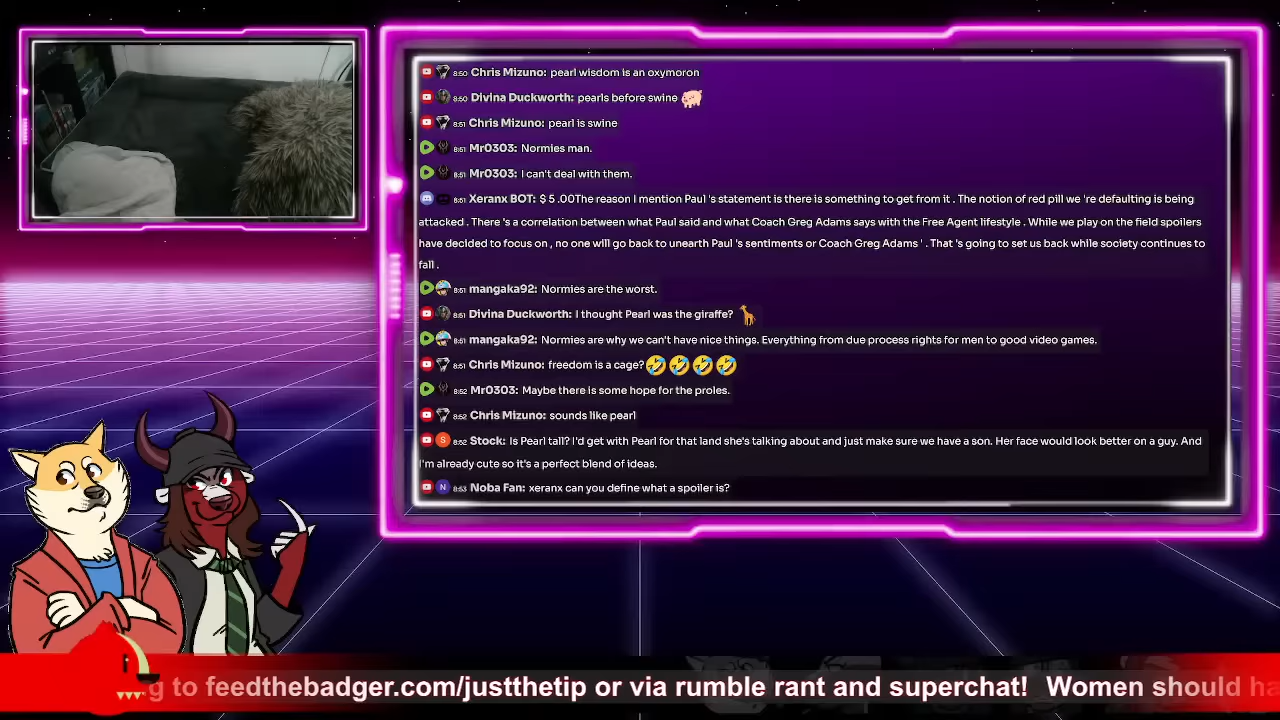 8:50 Chris Mizuno: pearl wisdom is an oxymoron
8:50 Divina Duckworth: pearls before swine
8:51 Chris Mizuno: pearl is swine
8:51 Mr0303: Normies man.
8:51 Mr0303: I can't deal with them.
8:51 Xeranx BOT: $ 5 .00The reason I mention Paul 's statement is there is something to get from it . The notion of red pill we 're defaulting is being
attacked . There 's a correlation between what Paul said and what Coach Greg Adams says with the Free Agent lifestyle . While we play on the field spoilers
have decided to focus on , no one will go back to unearth Paul 's sentiments or Coach Greg Adams ' . That 's going to set us back while society continues to
fall .
8:51 mangaka92: Normies are the worst.
8:51 Divina Duckworth: I thought Pearl was the giraffe?
8:51 mangaka92: Normies are why we can't have nice things. Everything from due process rights for men to good video games.
8:51 Chris Mizuno: freedom is a cage?
8:52 Mr0303: Maybe there is some hope for the proles.
8:52 Chris Mizuno: sounds like pearl
S 8:52 Stock: Is Pearl tall? I'd get with Pearl for that land she's talking about and just make sure we have a son. Her face would look better on a guy. And
I'm already cute so it's a perfect blend of ideas.
N 8:53 Noba Fan: xeranx can you define what a spoiler is?
g to feedthebadger.com/justthetip or via rumble rant and superchat! Women should ha